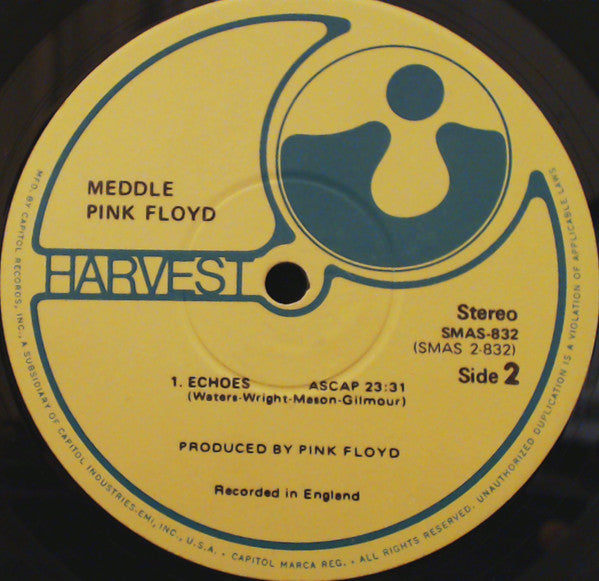 MEDDLE
PINK FLOYD
HARVEST
Stereo
SMAS-832
(SMAS 2-832)
Side 2
1. ECHOES ASCAP 23:31
(Waters-Wright-Mason-Gilmour)
PRODUCED BY PINK FLOYD
Recorded in England
MFD. BY CAPITOL RECORDS, INC., A SUBSIDIARY OF CAPITOL INDUSTRIES-EMI, INC., U.S.A. • CAPITOL MARCA REG. • ALL RIGHTS RESERVED. UNAUTHORIZED DUPLICATION IS A VIOLATION OF APPLICABLE LAWS